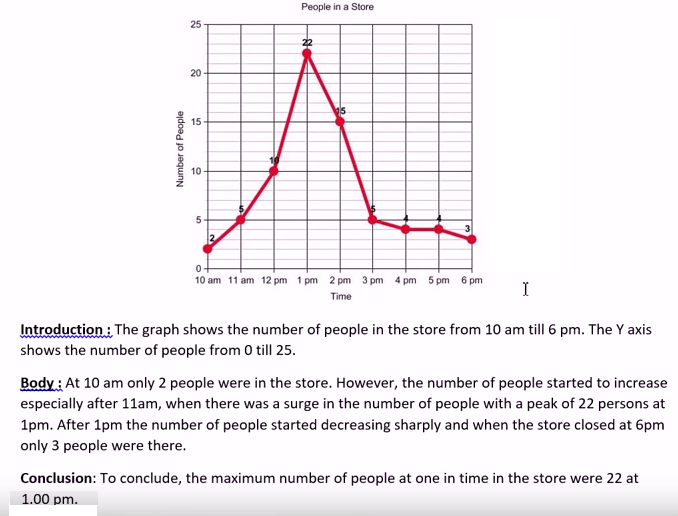 People in a Store
25
20
15
10
5
0
Number of People
2
5
10
22
15
5
4
4
3
10 am 11 am 12 pm 1 pm 2 pm 3 pm 4 pm 5 pm 6 pm
Time
Introduction : The graph shows the number of people in the store from 10 am till 6 pm. The Y axis
shows the number of people from 0 till 25.
Body : At 10 am only 2 people were in the store. However, the number of people started to increase
especially after 11am, when there was a surge in the number of people with a peak of 22 persons at
1pm. After 1pm the number of people started decreasing sharply and when the store closed at 6pm
only 3 people were there.
Conclusion: To conclude, the maximum number of people at one in time in the store were 22 at
1.00 pm.